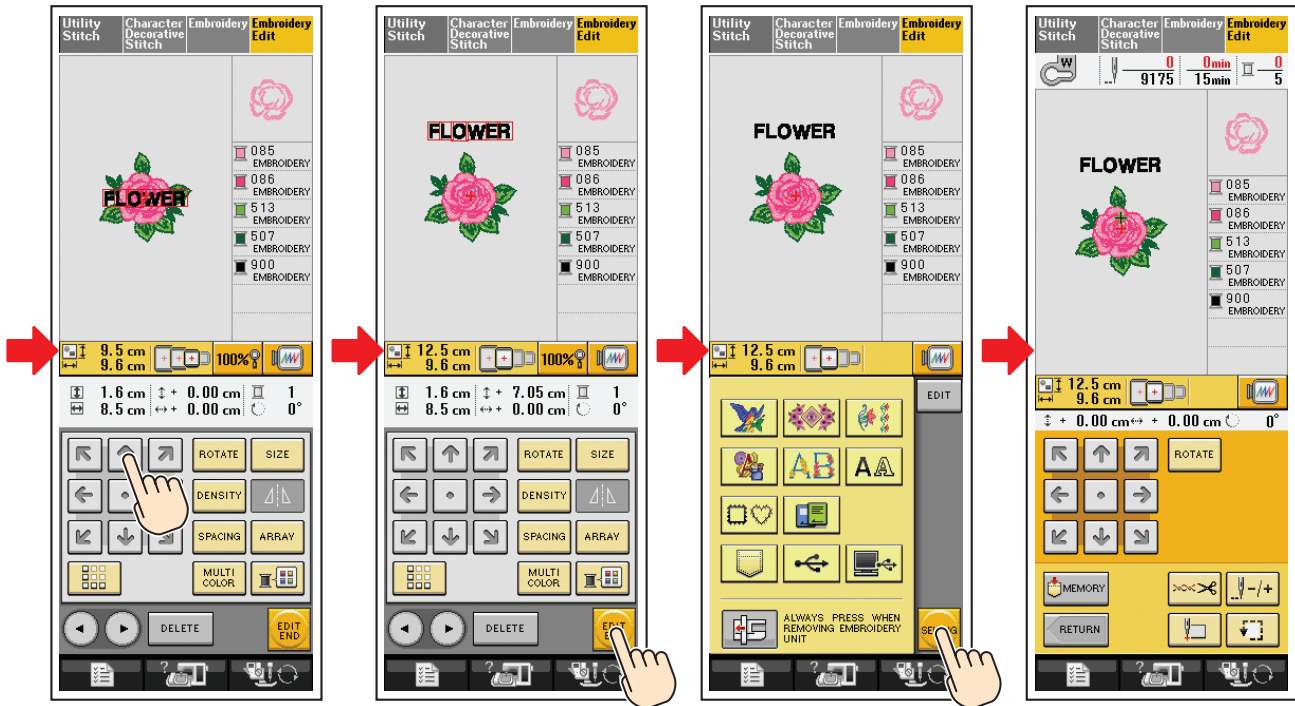 Utility Character Embroidery Embroidery
Stitch Decorative Edit
Stitch
085
EMBROIDERY
086
EMBROIDERY
513
EMBROIDERY
507
EMBROIDERY
900
EMBROIDERY
FLOWER
9.5 cm
9.6 cm
100%
1.6 cm + 0.00 cm 1
8.5 cm + 0.00 cm 0°
ROTATE SIZE
DENSITY
SPACING ARRAY
MULTI
COLOR
DELETE
EDIT
END
?
Utility Character Embroidery Embroidery
Stitch Decorative Edit
Stitch
FLOWER
085
EMBROIDERY
086
EMBROIDERY
513
EMBROIDERY
507
EMBROIDERY
900
EMBROIDERY
12.5 cm
9.6 cm
100%
1.6 cm + 7.05 cm 1
8.5 cm + 0.00 cm 0°
ROTATE SIZE
DENSITY
SPACING ARRAY
MULTI
COLOR
DELETE
?
Utility Character Embroidery Embroidery
Stitch Decorative Edit
Stitch
FLOWER
085
EMBROIDERY
086
EMBROIDERY
513
EMBROIDERY
507
EMBROIDERY
900
EMBROIDERY
12.5 cm
9.6 cm
EDIT
AB AA
ALWAYS PRESS WHEN
REMOVING EMBROIDERY
UNIT
?
Utility Character Embroidery Embroidery
Stitch Decorative Edit
Stitch
W 0 0min 0
9175 15min 5
FLOWER
085
EMBROIDERY
086
EMBROIDERY
513
EMBROIDERY
507
EMBROIDERY
900
EMBROIDERY
12.5 cm
9.6 cm
+ 0.00 cm + 0.00 cm 0°
ROTATE
MEMORY
-/+
RETURN
?